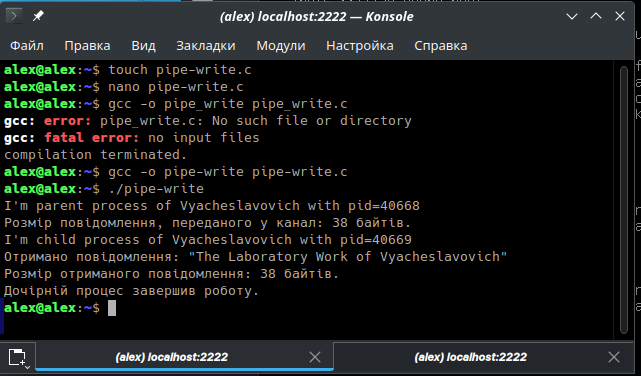 (alex) localhost:2222 — Konsole
Файл Правка Вид Закладки Модули Настройка Справка
alex@alex:~$ touch pipe-write.c
alex@alex:~$ nano pipe-write.c
alex@alex:~$ gcc -o pipe_write pipe_write.c
gcc: error: pipe_write.c: No such file or directory
gcc: fatal error: no input files
compilation terminated.
alex@alex:~$ gcc -o pipe-write pipe-write.c
alex@alex:~$ ./pipe-write
I'm parent process of Vyacheslavovich with pid=40668
Розмір повідомлення, переданого у канал: 38 байтів.
I'm child process of Vyacheslavovich with pid=40669
Отримано повідомлення: "The Laboratory Work of Vyacheslavovich"
Розмір отриманого повідомлення: 38 байтів.
Дочірній процес завершив роботу.
alex@alex:~$
(alex) localhost:2222 (alex) localhost:2222